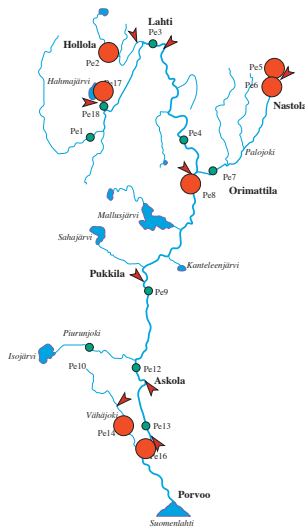 Lahti
Pe3
Hollola
Pe2
Pe5
Hahmajärvi
Pe17
Pe6
Nastola
Pe18
Pe1
Pe4
Palojoki
Pe7
Orimattila
Pe8
Mallusjärvi
Sahajärvi
Kanteleenjärvi
Pukkila
Pe9
Piurunjoki
Isojärvi
Pe10
Pe12
Askola
Vähäjoki
Pe13
Pe14
Pe16
Porvoo
Suomenlahti